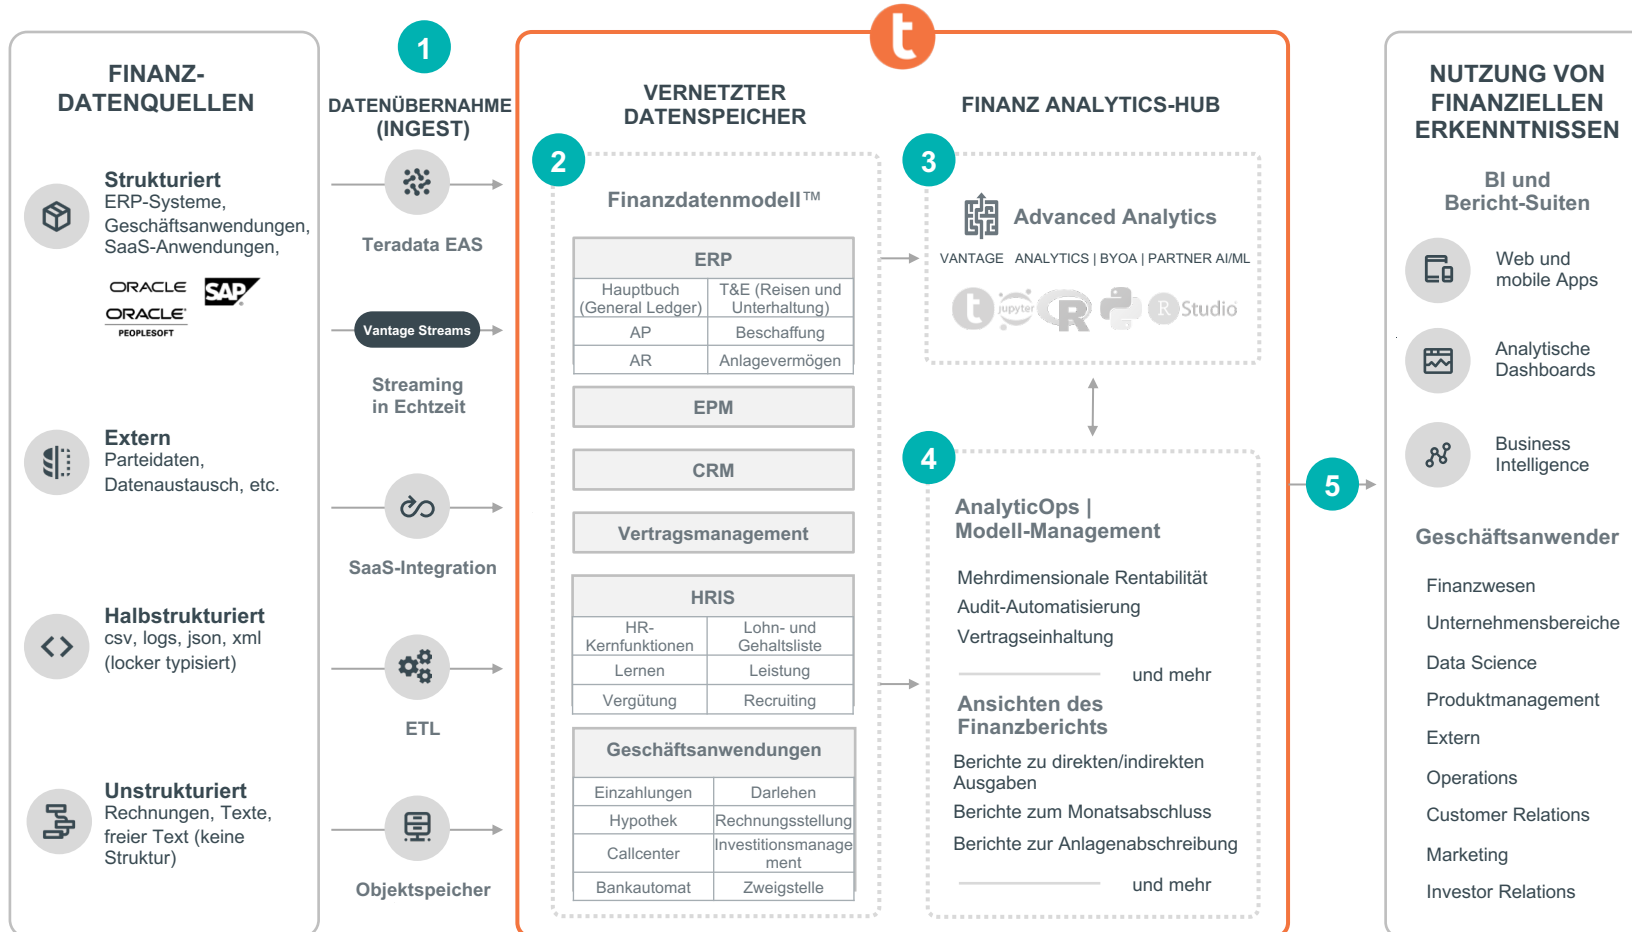 FINANZ-
DATENQUELLEN
Strukturiert
ERP-Systeme,
Geschäftsanwendungen,
SaaS-Anwendungen,
ORACLE
SAP
ORACLE
PEOPLESOFT
Extern
Parteidaten,
Datenaustausch, etc.
Halbstrukturiert
csv, logs, json, xml
(locker typisiert)
Unstrukturiert
Rechnungen, Texte,
freier Text (keine
Struktur)
1
DATENÜBERNAHME
(INGEST)
Teradata EAS
Vantage Streams
Streaming
in Echtzeit
SaaS-Integration
ETL
Objektspeicher
t
VERNETZTER
DATENSPEICHER
2
Finanzdatenmodell™
ERP
Hauptbuch
(General Ledger)
T&E (Reisen und
Unterhaltung)
AP
Beschaffung
AR
Anlagevermögen
EPM
CRM
Vertragsmanagement
HRIS
HR-
Kernfunktionen
Lohn- und
Gehaltsliste
Lernen
Leistung
Vergütung
Recruiting
Geschäftsanwendungen
Einzahlungen
Darlehen
Hypothek
Rechnungsstellung
Callcenter
Investitionsmanage
ment
Bankautomat
Zweigstelle
FINANZ ANALYTICS-HUB
3
Advanced Analytics
VANTAGE ANALYTICS | BYOA | PARTNER AI/ML
t
jupyter
R
R Studio
4
AnalyticOps |
Modell-Management
Mehrdimensionale Rentabilität
Audit-Automatisierung
Vertragseinhaltung
und mehr
Ansichten des
Finanzberichts
Berichte zu direkten/indirekten
Ausgaben
Berichte zum Monatsabschluss
Berichte zur Anlagenabschreibung
und mehr
5
NUTZUNG VON
FINANZIELLEN
ERKENNTNISSEN
BI und
Bericht-Suiten
Web und
mobile Apps
Analytische
Dashboards
Business
Intelligence
Geschäftsanwender
Finanzwesen
Unternehmensbereiche
Data Science
Produktmanagement
Extern
Operations
Customer Relations
Marketing
Investor Relations